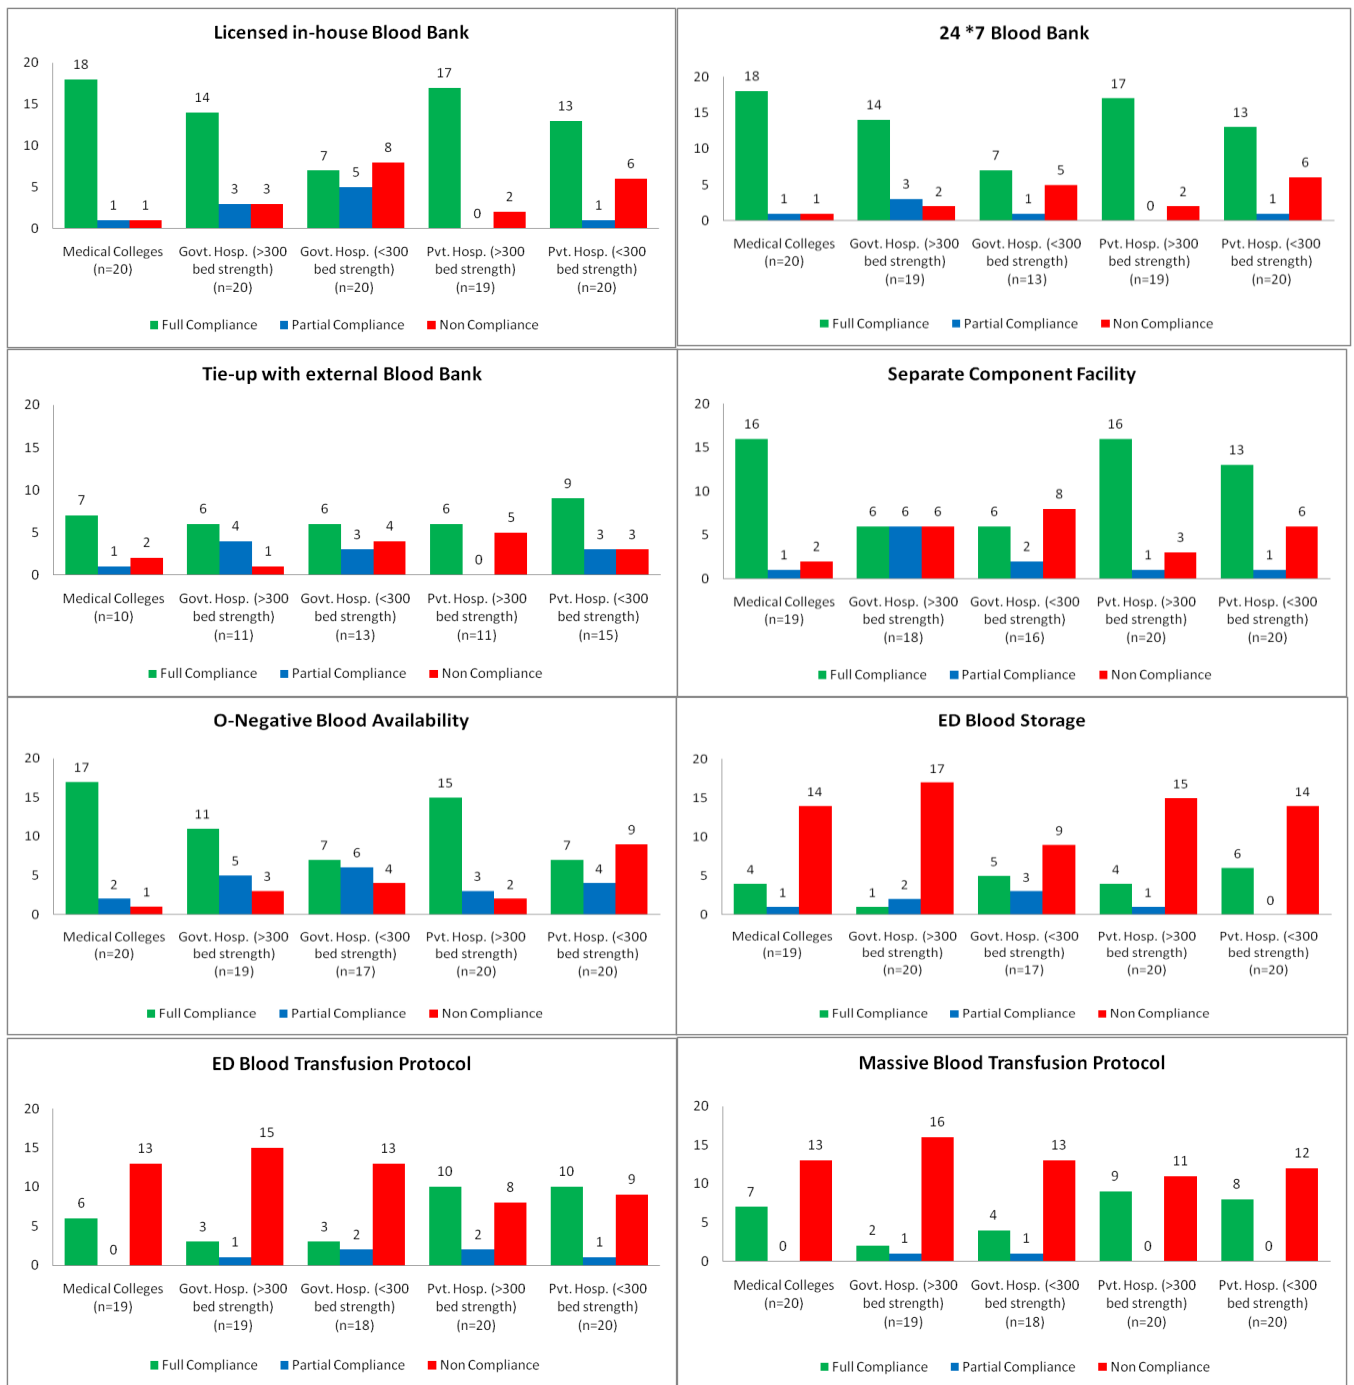 Licensed in-house Blood Bank
20
15
10
5
0
18
1
1
14
3
3
7
5
8
17
0
2
13
1
6
Medical Colleges
(n=20)
Govt. Hosp. (>300
bed strength)
(n=20)
Govt. Hosp. (<300
bed strength)
(n=20)
Pvt. Hosp. (>300
bed strength)
(n=19)
Pvt. Hosp. (<300
bed strength)
(n=20)
Full Compliance
Partial Compliance
Non Compliance
24 *7 Blood Bank
20
15
10
5
0
18
1
1
14
3
2
7
1
5
17
0
2
13
1
6
Medical Colleges
(n=20)
Govt. Hosp. (>300
bed strength)
(n=19)
Govt. Hosp. (<300
bed strength)
(n=13)
Pvt. Hosp. (>300
bed strength)
(n=19)
Pvt. Hosp. (<300
bed strength)
(n=20)
Full Compliance
Partial Compliance
Non Compliance
Tie-up with external Blood Bank
20
15
10
5
0
7
1
2
6
4
1
6
3
4
6
0
5
9
3
3
Medical Colleges
(n=10)
Govt. Hosp. (>300
bed strength)
(n=11)
Govt. Hosp. (<300
bed strength)
(n=13)
Pvt. Hosp. (>300
bed strength)
(n=11)
Pvt. Hosp. (<300
bed strength)
(n=15)
Full Compliance
Partial Compliance
Non Compliance
Separate Component Facility
20
15
10
5
0
16
1
2
6
6
6
6
2
8
16
1
3
13
1
6
Medical Colleges
(n=19)
Govt. Hosp. (>300
bed strength)
(n=18)
Govt. Hosp. (<300
bed strength)
(n=16)
Pvt. Hosp. (>300
bed strength)
(n=20)
Pvt. Hosp. (<300
bed strength)
(n=20)
Full Compliance
Partial Compliance
Non Compliance
O-Negative Blood Availability
20
15
10
5
0
17
2
1
11
5
3
7
6
4
15
3
2
7
4
9
Medical Colleges
(n=20)
Govt. Hosp. (>300
bed strength)
(n=19)
Govt. Hosp. (<300
bed strength)
(n=17)
Pvt. Hosp. (>300
bed strength)
(n=20)
Pvt. Hosp. (<300
bed strength)
(n=20)
Full Compliance
Partial Compliance
Non Compliance
ED Blood Storage
20
15
10
5
0
4
1
14
1
2
17
5
3
9
4
1
15
6
0
14
Medical Colleges
(n=19)
Govt. Hosp. (>300
bed strength)
(n=20)
Govt. Hosp. (<300
bed strength)
(n=17)
Pvt. Hosp. (>300
bed strength)
(n=20)
Pvt. Hosp. (<300
bed strength)
(n=20)
Full Compliance
Partial Compliance
Non Compliance
ED Blood Transfusion Protocol
20
15
10
5
0
6
0
13
3
1
15
3
2
13
10
2
8
10
1
9
Medical Colleges
(n=19)
Govt. Hosp. (>300
bed strength)
(n=19)
Govt. Hosp. (<300
bed strength)
(n=18)
Pvt. Hosp. (>300
bed strength)
(n=20)
Pvt. Hosp. (<300
bed strength)
(n=20)
Full Compliance
Partial Compliance
Non Compliance
Massive Blood Transfusion Protocol
20
15
10
5
0
7
0
13
2
1
16
4
1
13
9
0
11
8
0
12
Medical Colleges
(n=20)
Govt. Hosp. (>300
bed strength)
(n=19)
Govt. Hosp. (<300
bed strength)
(n=18)
Pvt. Hosp. (>300
bed strength)
(n=20)
Pvt. Hosp. (<300
bed strength)
(n=20)
Full Compliance
Partial Compliance
Non Compliance